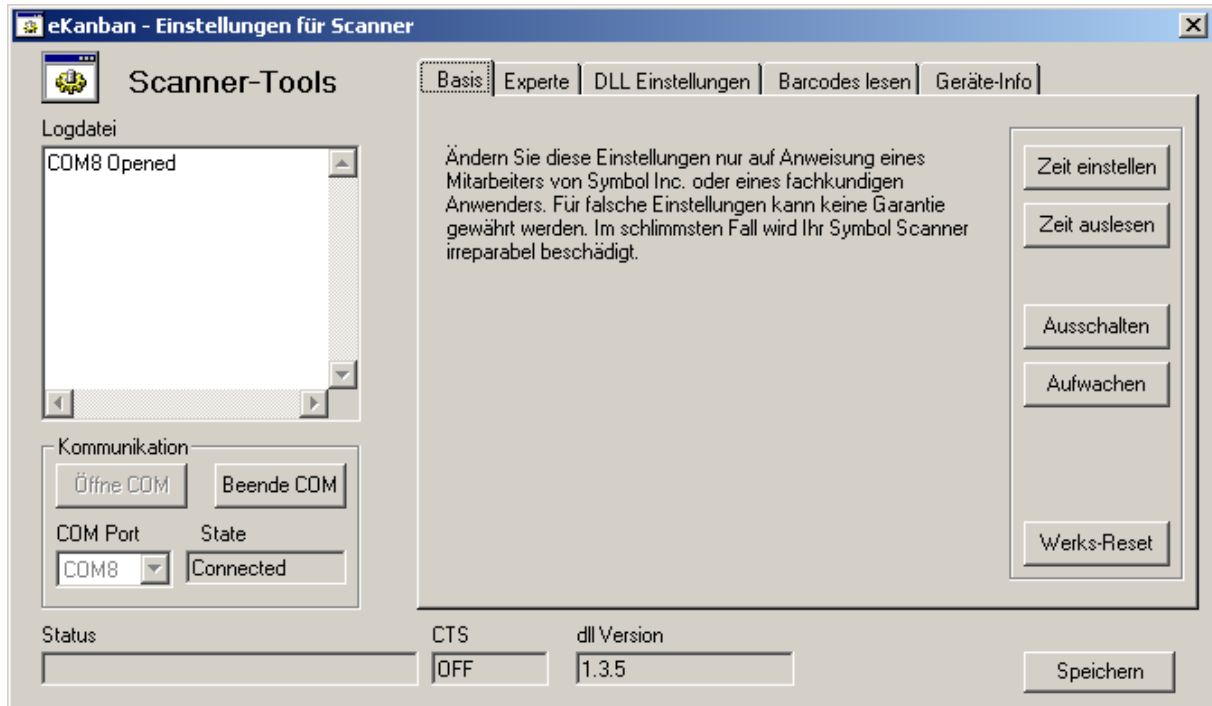 eKanban - Einstellungen für Scanner
Scanner-Tools
Logdatei
COM8 Opened
Kommunikation
Öffne COM
Beende COM
COM Port
State
COM8
Connected
Basis
Experte
DLL Einstellungen
Barcodes lesen
Geräte-Info
Ändern Sie diese Einstellungen nur auf Anweisung eines
Mitarbeiters von Symbol Inc. oder eines fachkundigen
Anwenders. Für falsche Einstellungen kann keine Garantie
gewährt werden. Im schlimmsten Fall wird Ihr Symbol Scanner
irreparabel beschädigt.
Zeit einstellen
Zeit auslesen
Ausschalten
Aufwachen
Werks-Reset
Status
CTS
OFF
dll Version
1.3.5
Speichern